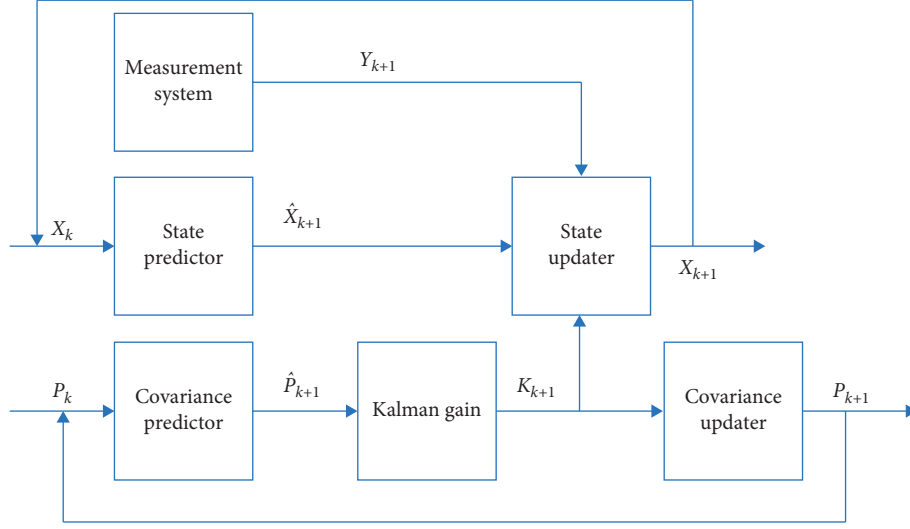 Measurement
system
Y_{k+1}
X_k
State
predictor
X̂_{k+1}
State
updater
X_{k+1}
P_k
Covariance
predictor
P̂_{k+1}
Kalman gain
K_{k+1}
Covariance
updater
P_{k+1}